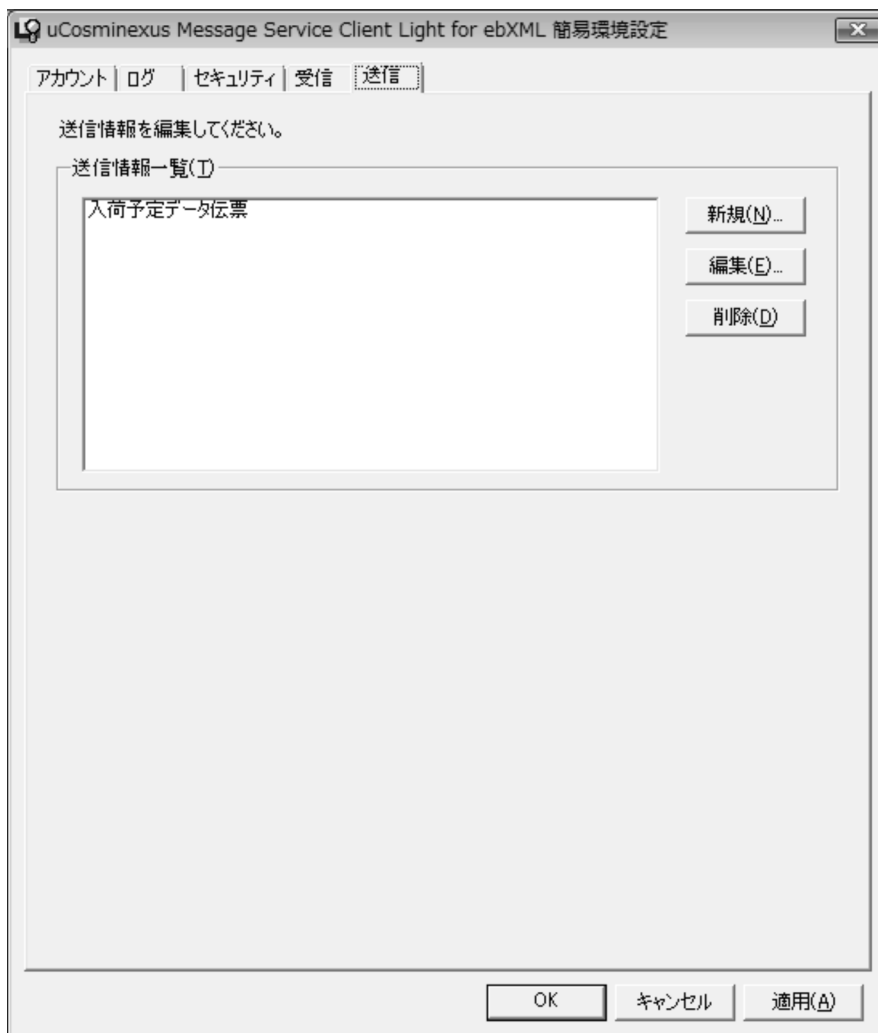 uCosminexus Message Service Client Light for ebXML 簡易環境設定
アカウント ログ セキュリティ 受信 送信
送信情報を編集してください。
送信情報一覧(T)
入荷予定データ伝票
新規(N)...
編集(E)...
削除(D)
OK キャンセル 適用(A)